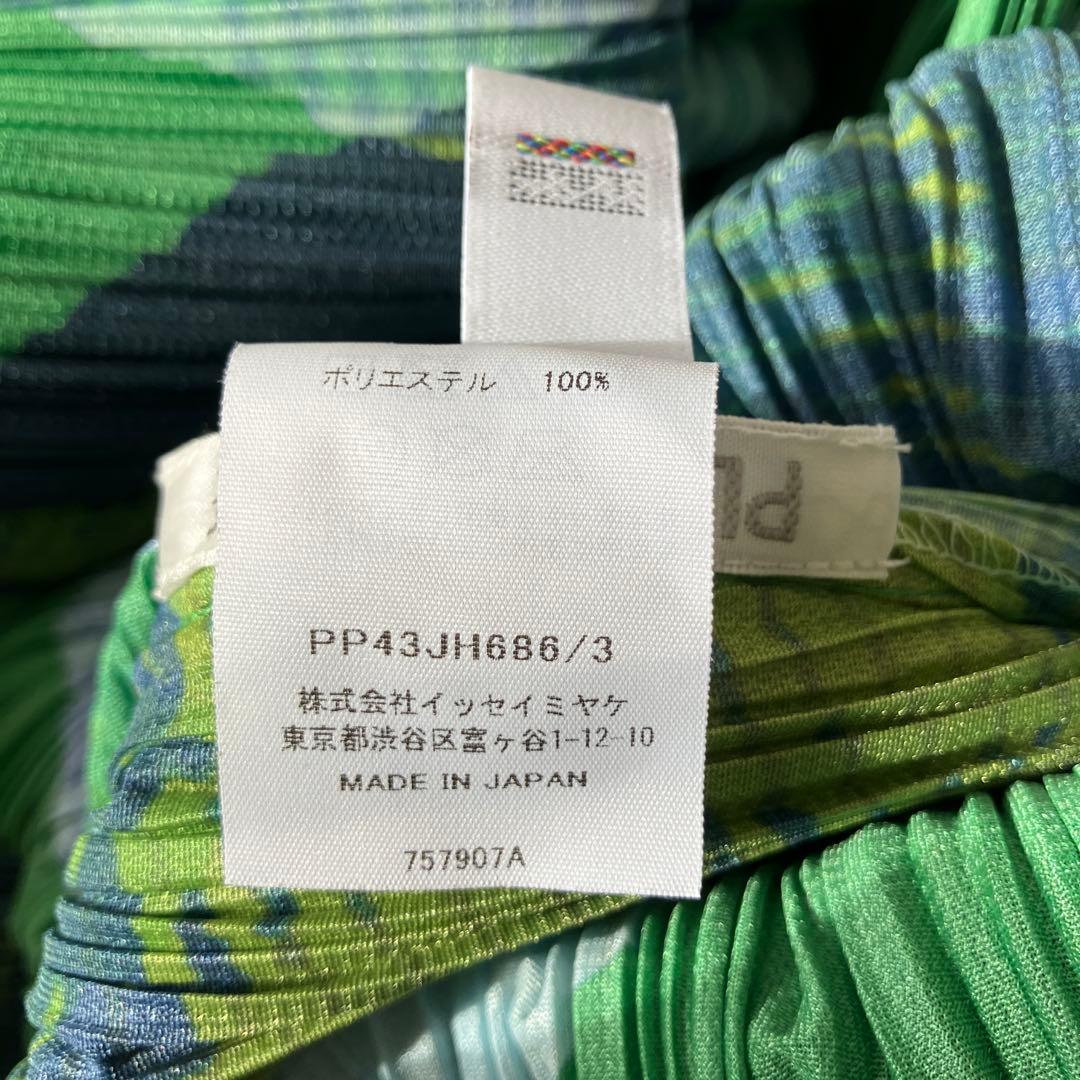 ポリエステル 100%
PP43JH686/3
株式会社イッセイミヤケ
東京都渋谷区富ヶ谷1-12-10
MADE IN JAPAN
757907A